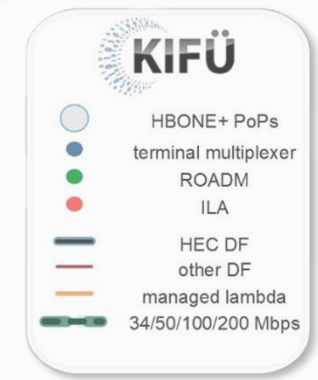 KIFÜ
HBONE+ PoPs
terminal multiplexer
ROADM
ILA
HEC DF
other DF
managed lambda
34/50/100/200 Mbps